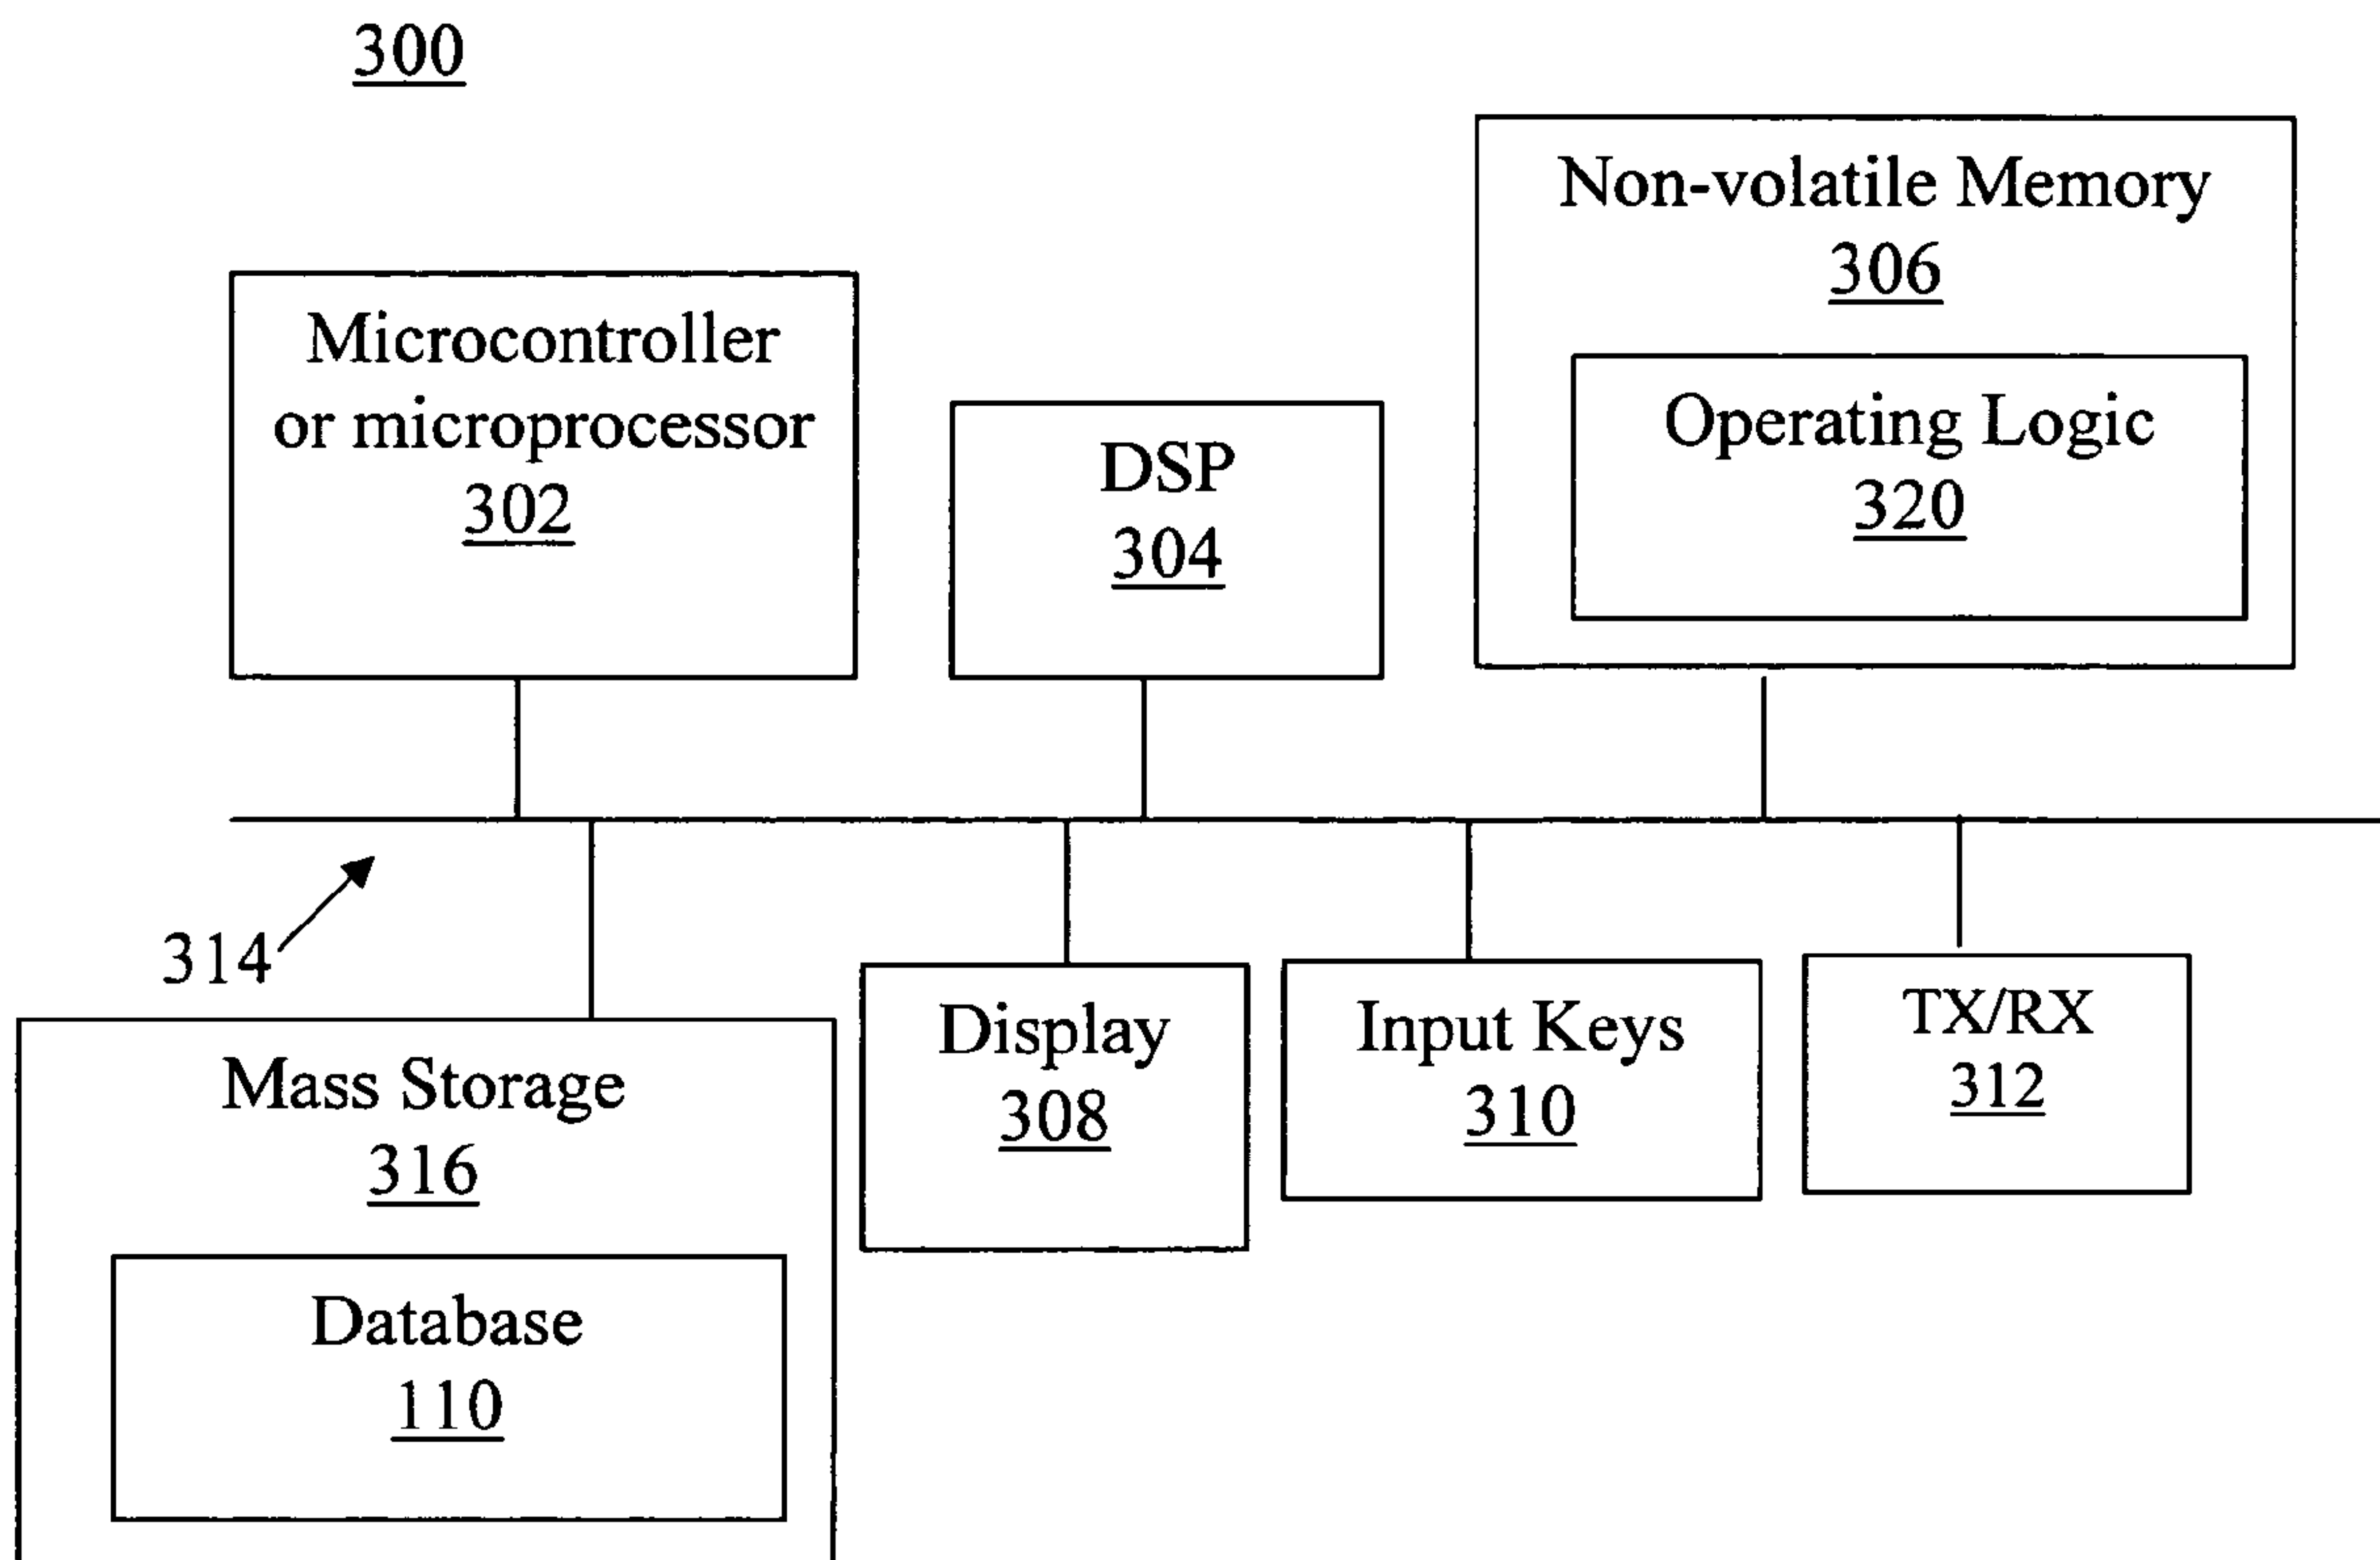 300
Non-volatile Memory
306
Operating Logic
320
Microcontroller
or microprocessor
302
DSP
304
314
Mass Storage
316
Database
110
Display
308
Input Keys
310
TX/RX
312